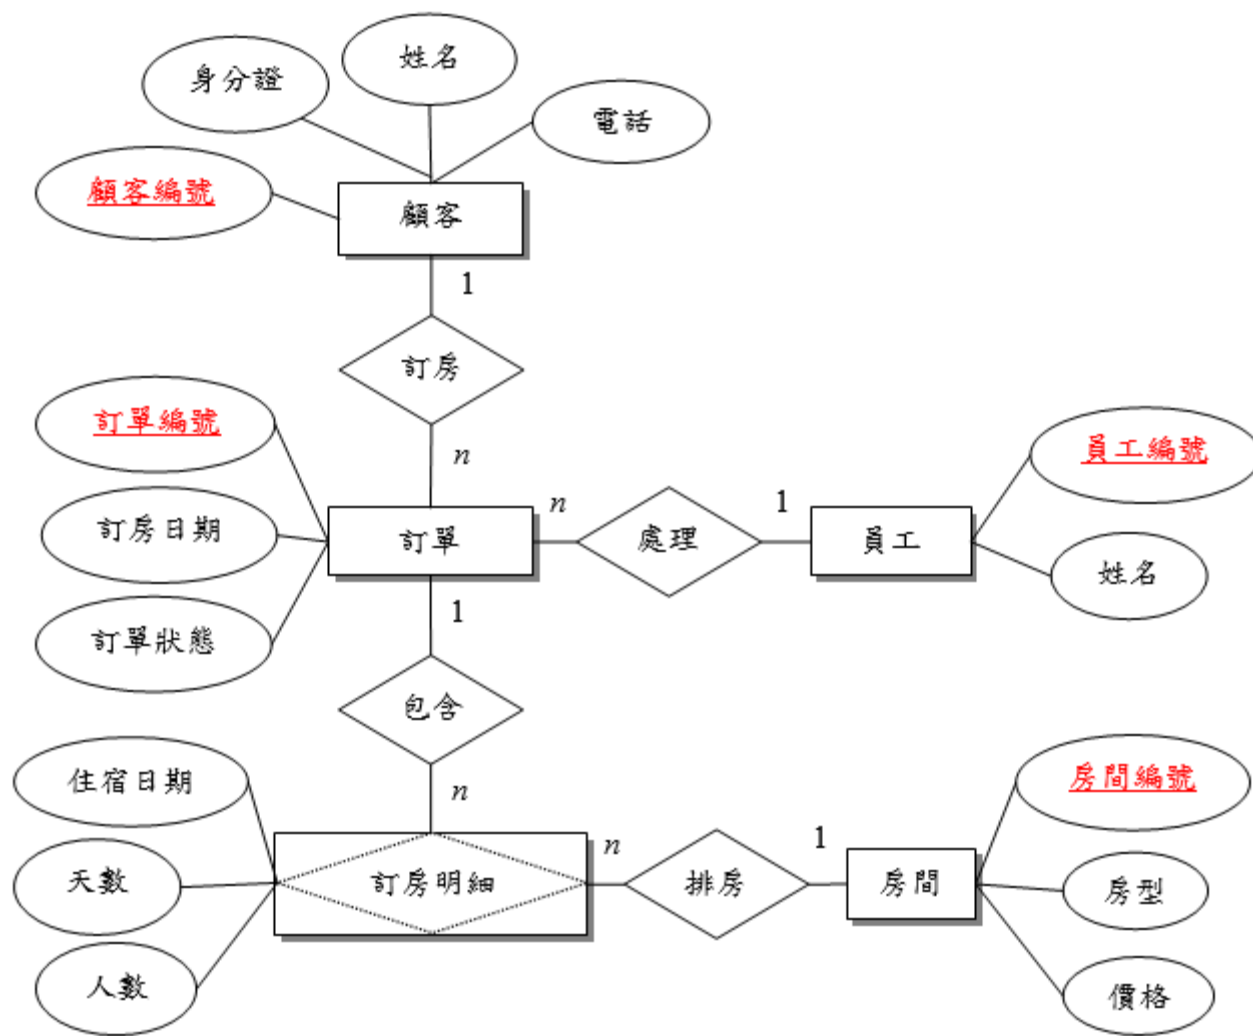 姓名
身分證
電話
顧客編號
顧客
1
訂房
訂單編號
n
員工編號
訂房日期
訂單
n
處理
1
員工
姓名
訂單狀態
1
包含
住宿日期
n
房間編號
天數
訂房明細
n
排房
1
房間
房型
人數
價格